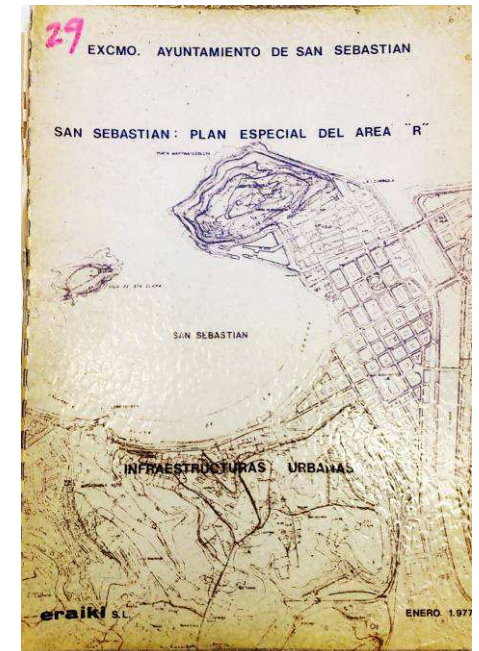 29
EXCMO. AYUNTAMIENTO DE SAN SEBASTIAN
SAN SEBASTIAN: PLAN ESPECIAL DEL AREA "R"
SAN SEBASTIAN
INFRAESTRUCTURAS URBANAS
eraiki S.L.
ENERO 1.977